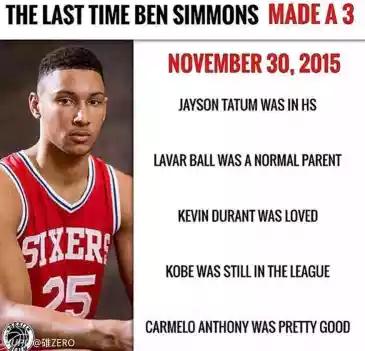 THE LAST TIME BEN SIMMONS MADE A 3
NOVEMBER 30, 2015
JAYSON TATUM WAS IN HS
LAVAR BALL WAS A NORMAL PARENT
KEVIN DURANT WAS LOVED
KOBE WAS STILL IN THE LEAGUE
CARMELO ANTHONY WAS PRETTY GOOD
SIXERS
25